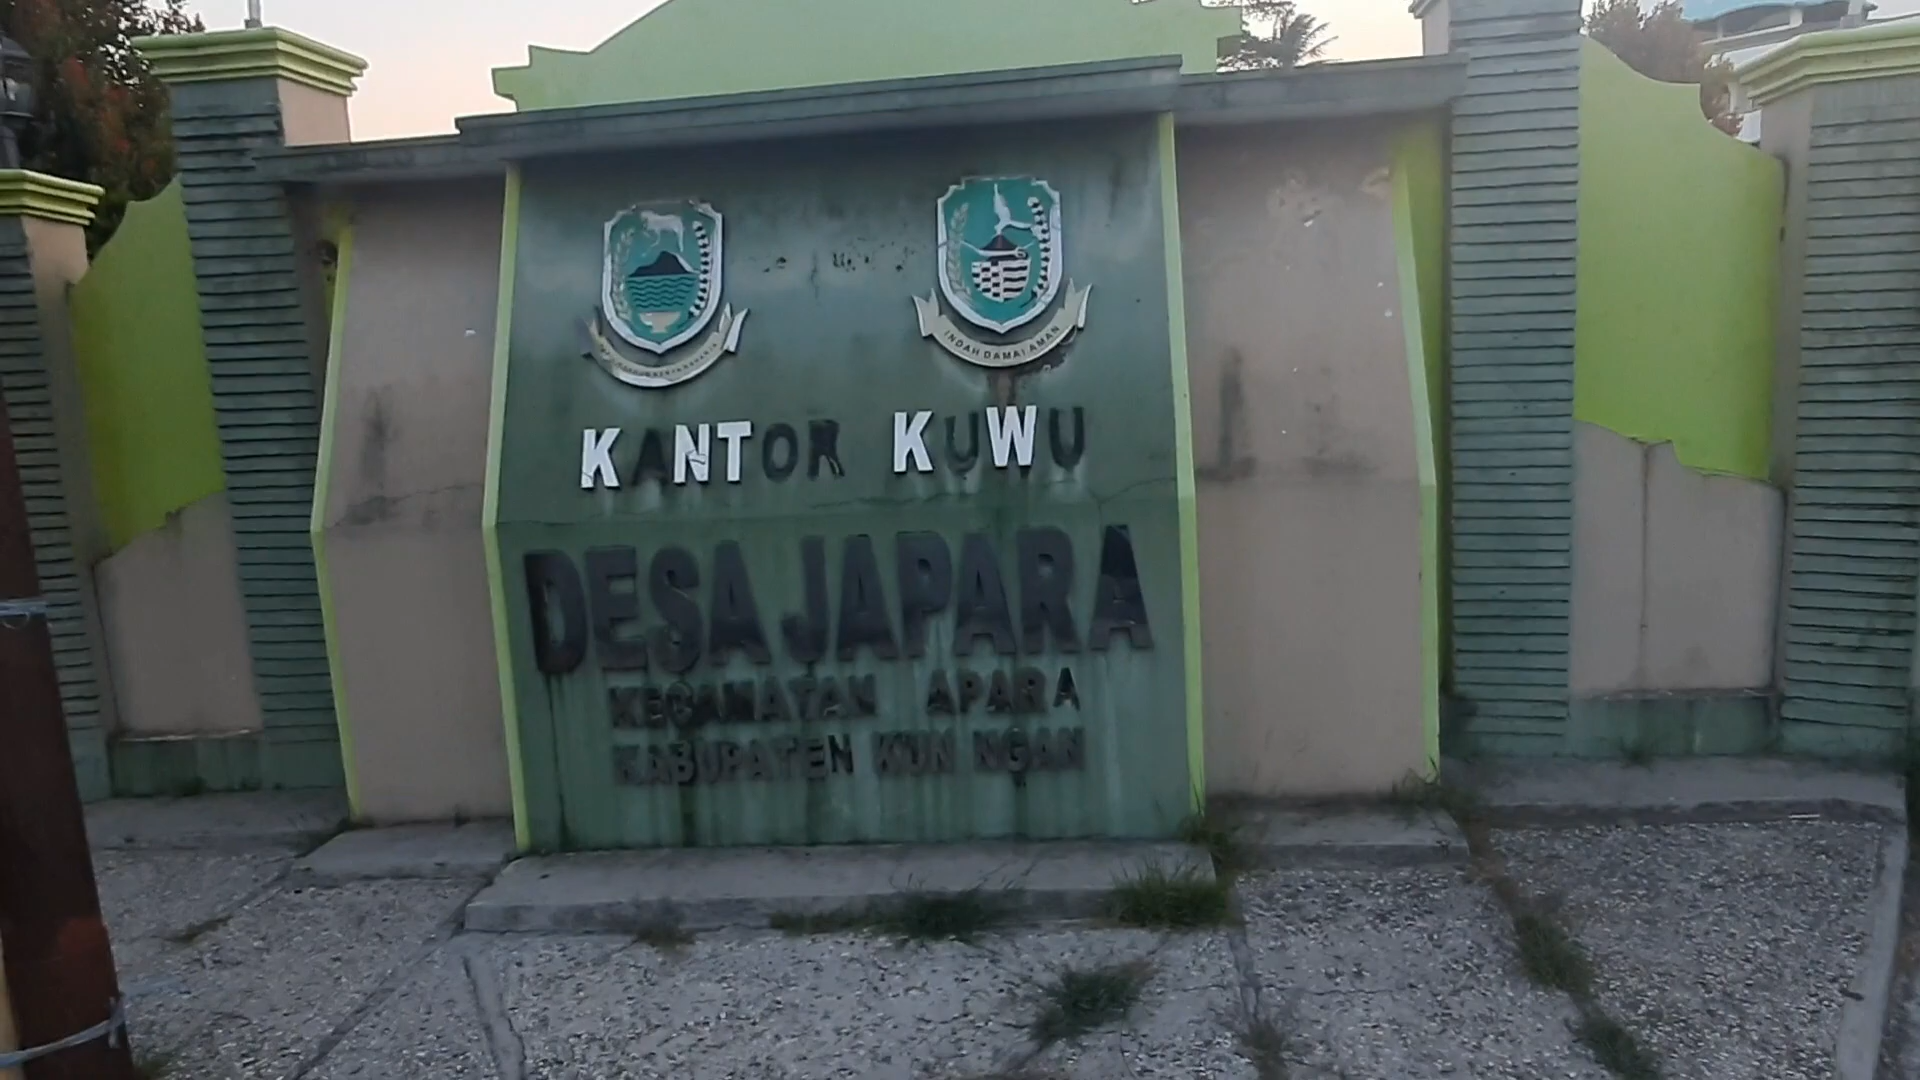 INDAH DAMAI AMAN
KANTOR KUWU
DESA JAPARA
KECAMATAN APARA
KABUPATEN KUN NGAN